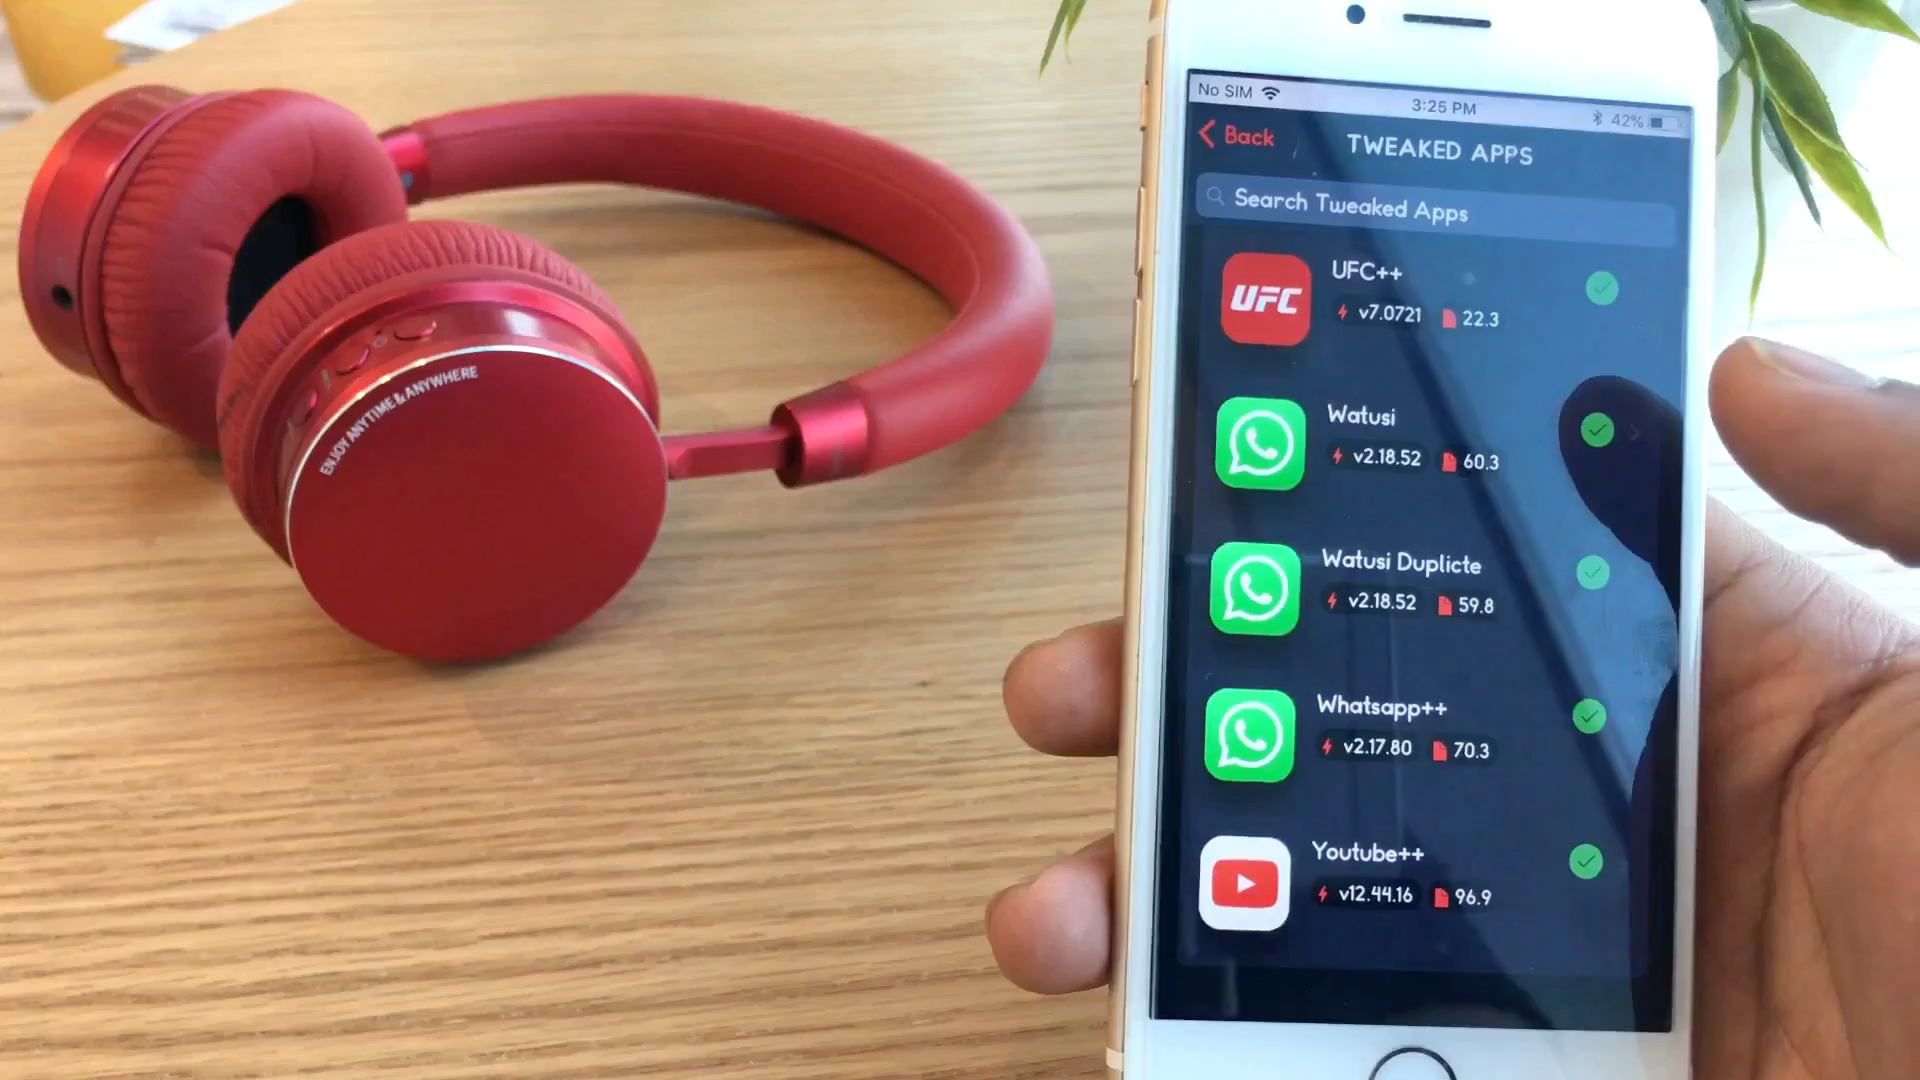 ENJOY ANYTIME & ANYWHERE
No SIM 3:25 PM 42%
Back TWEAKED APPS
Search Tweaked Apps
UFC
UFC++
v7.0721 22.3
Watusi
v2.18.52 60.3
Watusi Duplicte
v2.18.52 59.8
Whatsapp++
v2.17.80 70.3
Youtube++
v12.44.16 96.9